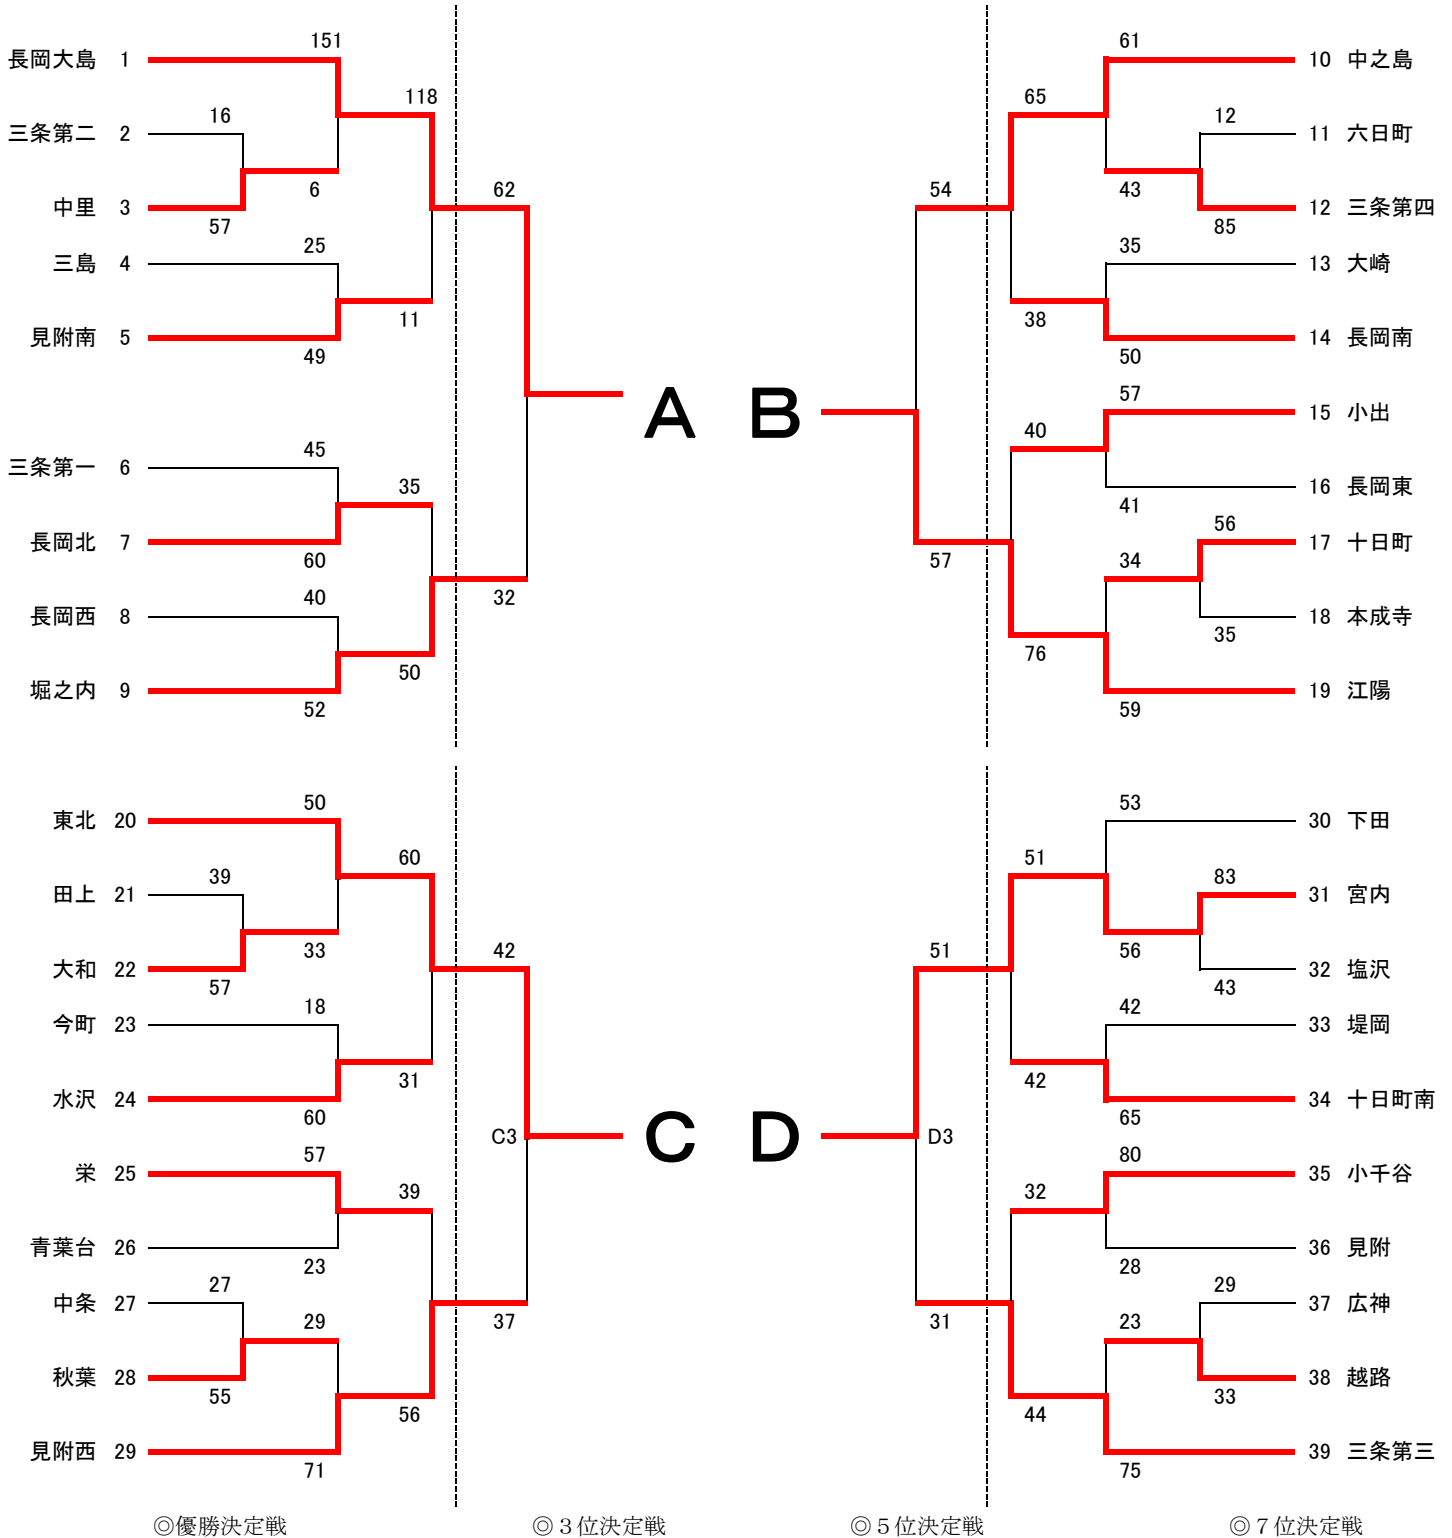 151 61
長岡大島 1 10 中之島
118 65
16 12
三条第二 2 11 六日町
6 62 54 43
中里 3 12 三条第四
57 85
25 35
三島 4 13 大崎
11 38
見附南 5 14 長岡南
49 50
57
A B
15 小出
45 40
三条第一 6
35 16 長岡東
41
56
長岡北 7 17 十日町
60 57 34
40 32
長岡西 8 18 本成寺
35
50 76
堀之内 9 19 江陽
52 59
50 53
東北 20 30 下田
60 51
39 83
田上 21 31 宮内
33 42 51 56
大和 22 32 塩沢
57 43
18 42
今町 23 33 堤岡
31 42
水沢 24 34 十日町南
60 65
C3 C D D3
57 80
栄 25 35 小千谷
39 32
青葉台 26 36 見附
23 28
27 29
中条 27 37 広神
29 37 31 23
秋葉 28 38 越路
55 33
56 44
見附西 29 39 三条第三
71 75
◎優勝決定戦 ◎３位決定戦 ◎５位決定戦 ◎７位決定戦